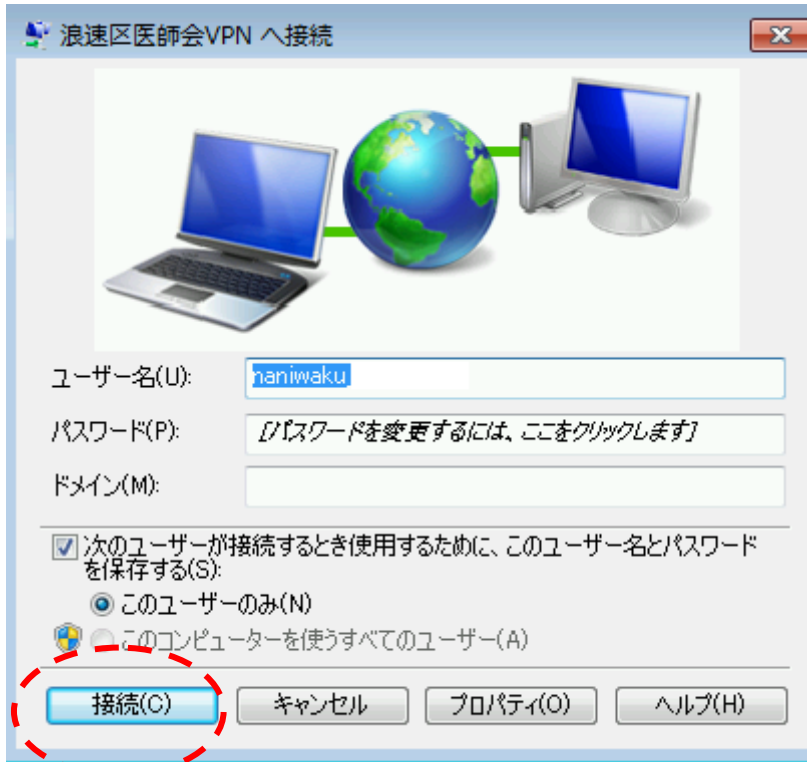 浪速区医師会VPN へ接続
ユーザー名(U):
naniwaku
パスワード(P):
[パスワードを変更するには、ここをクリックします]
ドメイン(M):
次のユーザーが接続するとき使用するために、このユーザー名とパスワード
を保存する(S):
このユーザーのみ(N)
このコンピューターを使うすべてのユーザー(A)
接続(C)
キャンセル
プロパティ(O)
ヘルプ(H)